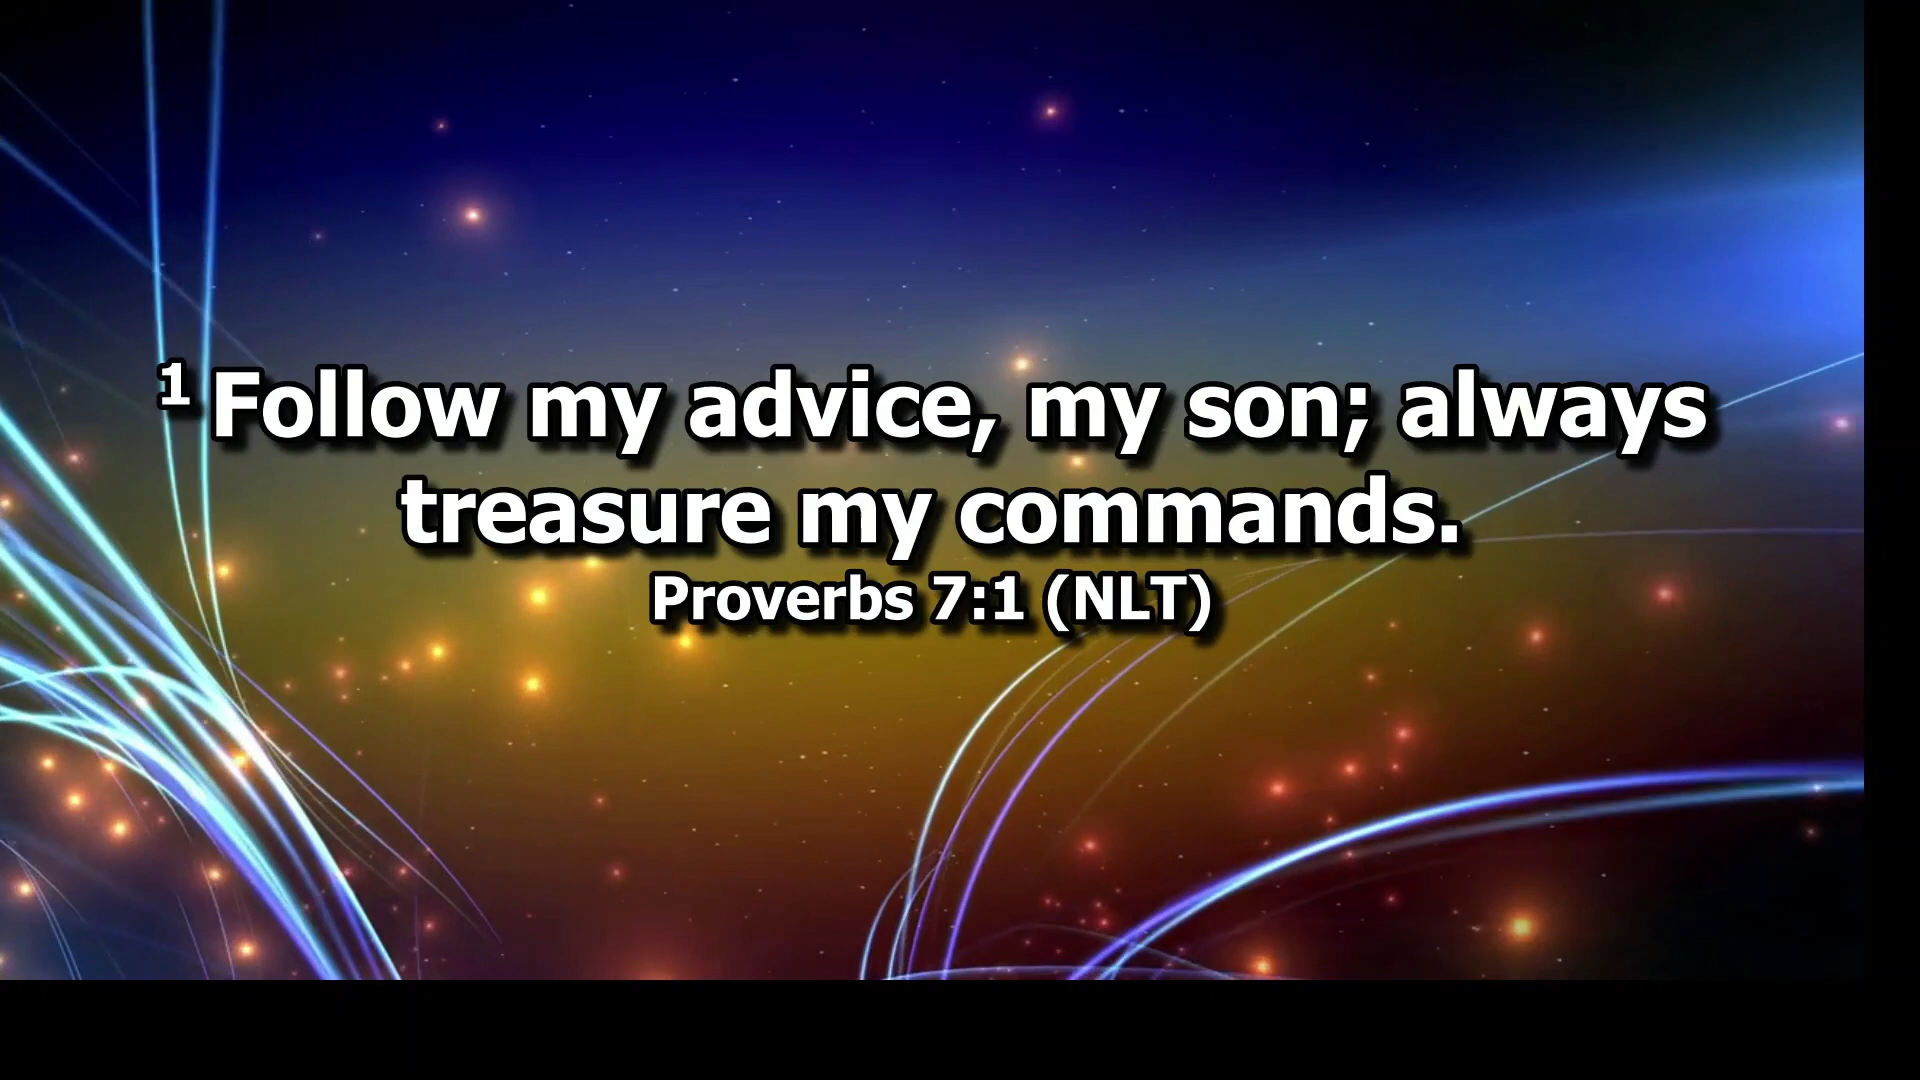 1 Follow my advice, my son; always
treasure my commands.
Proverbs 7:1 (NLT)